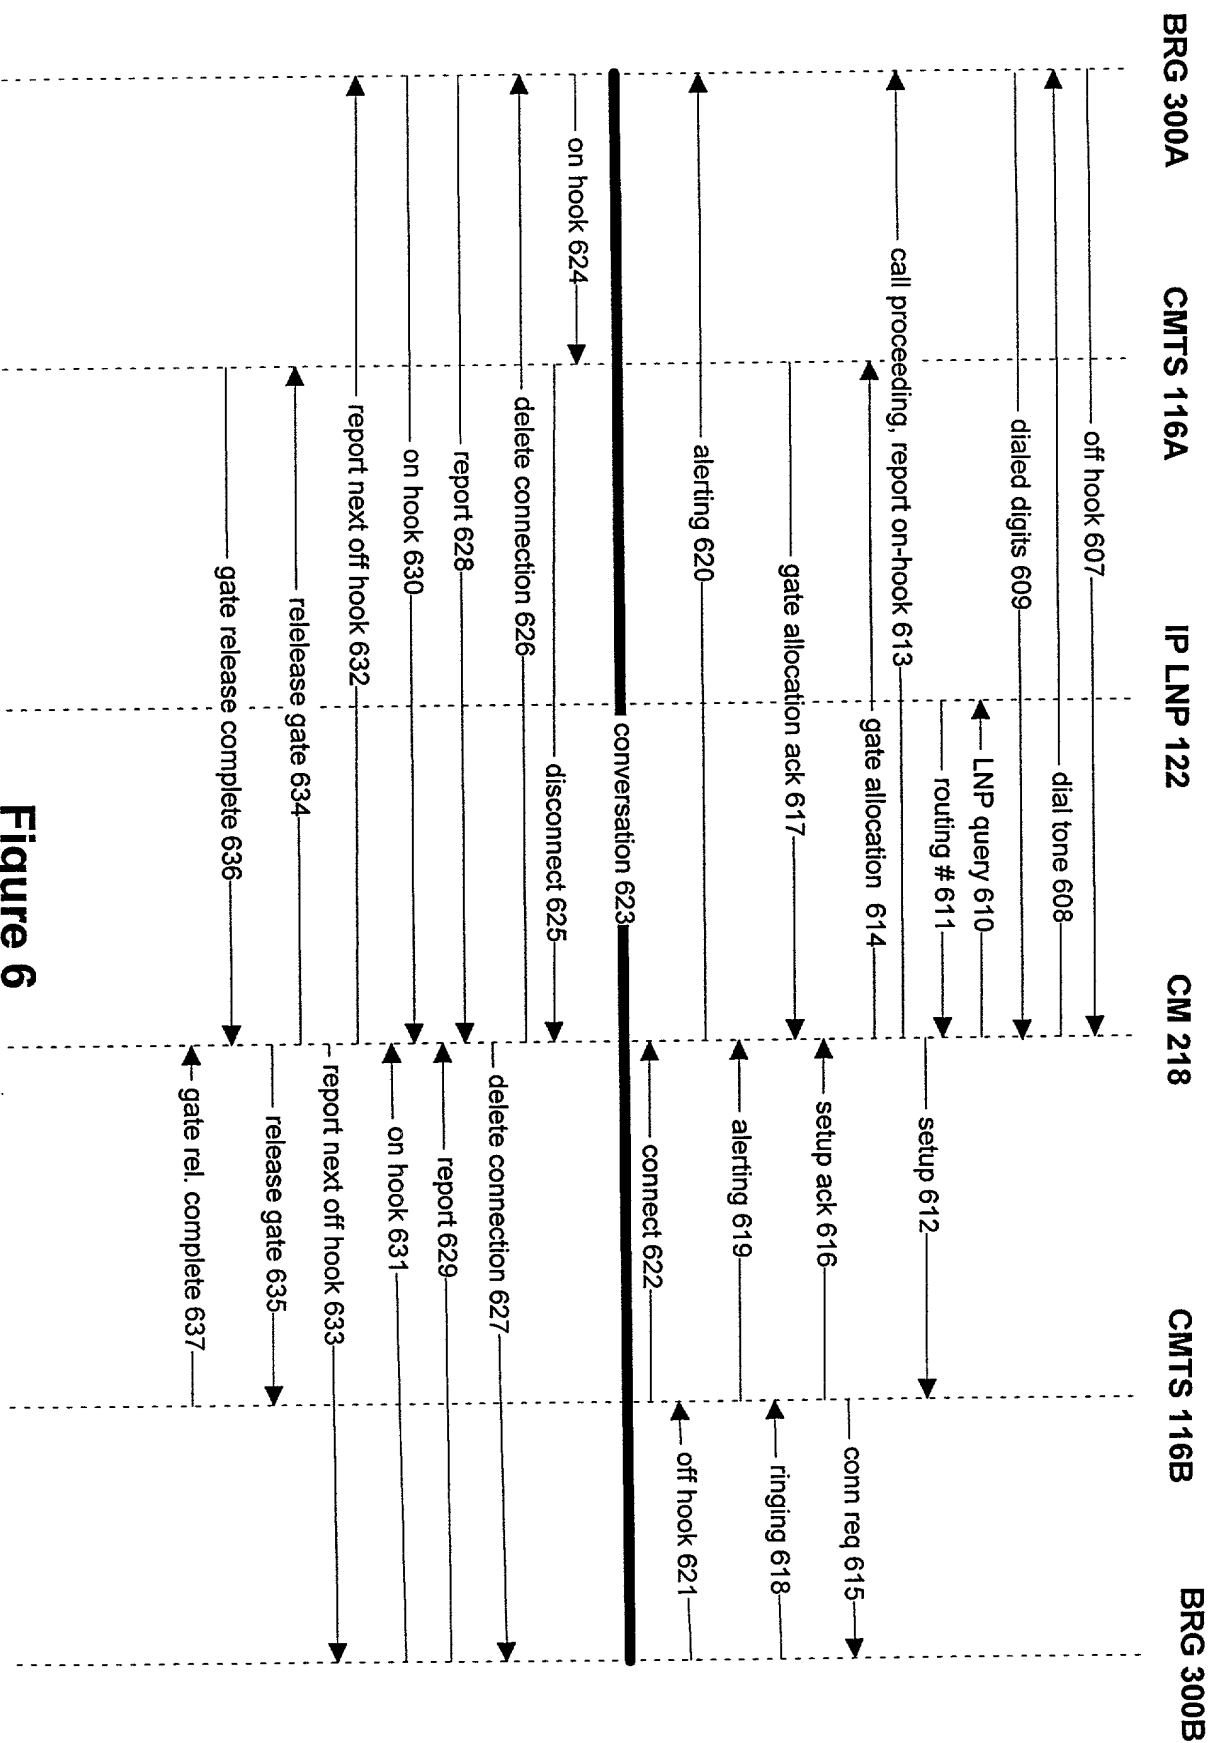 BRG 300A
CMTS 116A
IP LNP 122
CM 218
CMTS 116B
BRG 300B
off hook 607
dial tone 608
dialed digits 609
LNP query 610
routing # 611
setup 612
call proceeding, report on-hook 613
gate allocation 614
conn req 615
setup ack 616
gate allocation ack 617
ringing 618
alerting 619
alerting 620
off hook 621
connect 622
conversation 623
on hook 624
disconnect 625
delete connection 626
delete connection 627
report 628
report 629
on hook 630
on hook 631
report next off hook 632
report next off hook 633
relelease gate 634
release gate 635
gate release complete 636
gate rel. complete 637
Figure 6